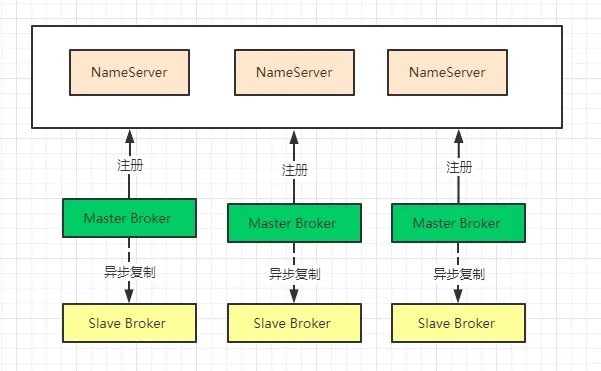 NameServer
NameServer
NameServer
注册
注册
注册
Master Broker
Master Broker
Master Broker
异步复制
异步复制
异步复制
Slave Broker
Slave Broker
Slave Broker